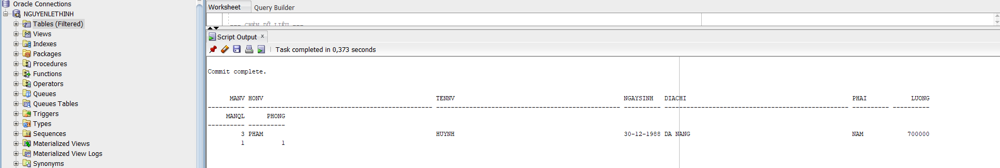 Oracle Connections
NGUYENLETHINH
Tables (Filtered)
Views
Indexes
Packages
Procedures
Functions
Operators
Queues
Queues Tables
Triggers
Types
Sequences
Materialized Views
Materialized View Logs
Synonyms
Worksheet Query Builder
--- CHÈN DỮ LIỆU ---
Script Output x
Task completed in 0,373 seconds
Commit complete.
MANV HONV TENNV NGAYSINH DIACHI PHAI LUONG
---------- -------------------------------------------------- -------------------------------------------------- ---------- -------------------------------------------------- ---------- ----------
MANQL PHONG
---------- ----------
3 PHAM HUYNH 30-12-1988 DA NANG NAM 700000
1 1